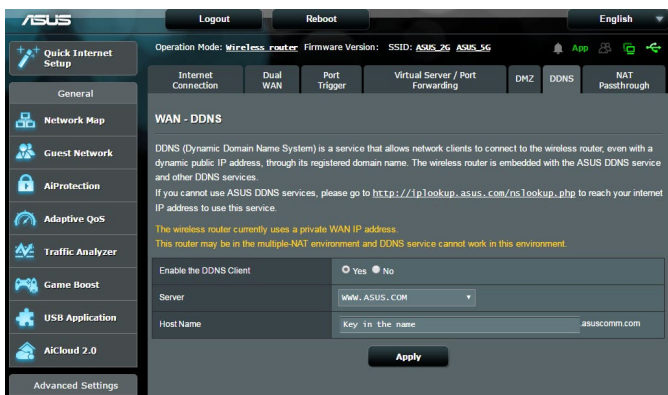 ASUS
Logout
Reboot
English
Quick Internet
Setup
General
Network Map
Guest Network
AiProtection
Adaptive QoS
Traffic Analyzer
Game Boost
USB Application
AiCloud 2.0
Advanced Settings
Operation Mode: Wireless router Firmware Version: SSID: ASUS_2G ASUS_5G
App
Internet
Connection
Dual
WAN
Port
Trigger
Virtual Server / Port
Forwarding
DMZ
DDNS
NAT
Passthrough
WAN - DDNS
DDNS (Dynamic Domain Name System) is a service that allows network clients to connect to the wireless router, even with a
dynamic public IP address, through its registered domain name. The wireless router is embedded with the ASUS DDNS service
and other DDNS services.
If you cannot use ASUS DDNS services, please go to http://iplookup.asus.com/nslookup.php to reach your internet
IP address to use this service.
The wireless router currently uses a private WAN IP address.
This router may be in the multiple-NAT environment and DDNS service cannot work in this environment.
Enable the DDNS Client
Yes No
Server
WWW.ASUS.COM
Host Name
Key in the name .asuscomm.com
Apply